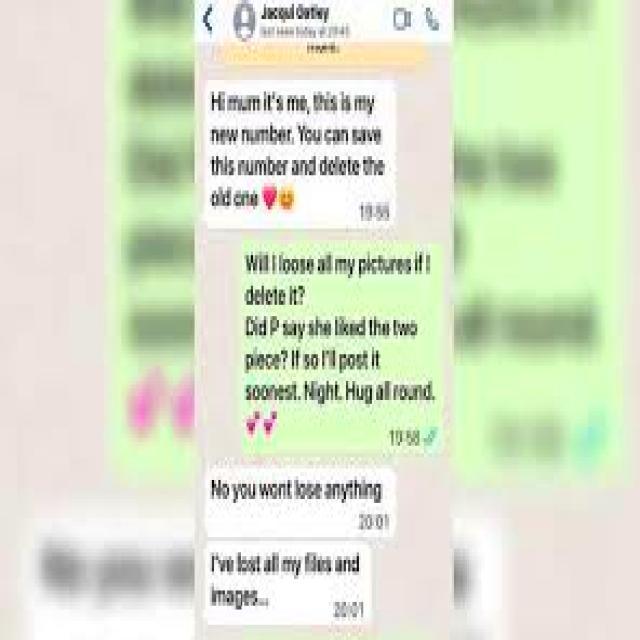 Jacqui Oatley
last seen today at 20:45
Hi mum it's me, this is my
new number. You can save
this number and delete the
old one
19:55
Will I loose all my pictures if I
delete it?
Did P say she liked the two
piece? If so I'll post it
soonest. Night. Hug all round.
19:58
No you wont lose anything
20:01
I've lost all my files and
images...
20:01